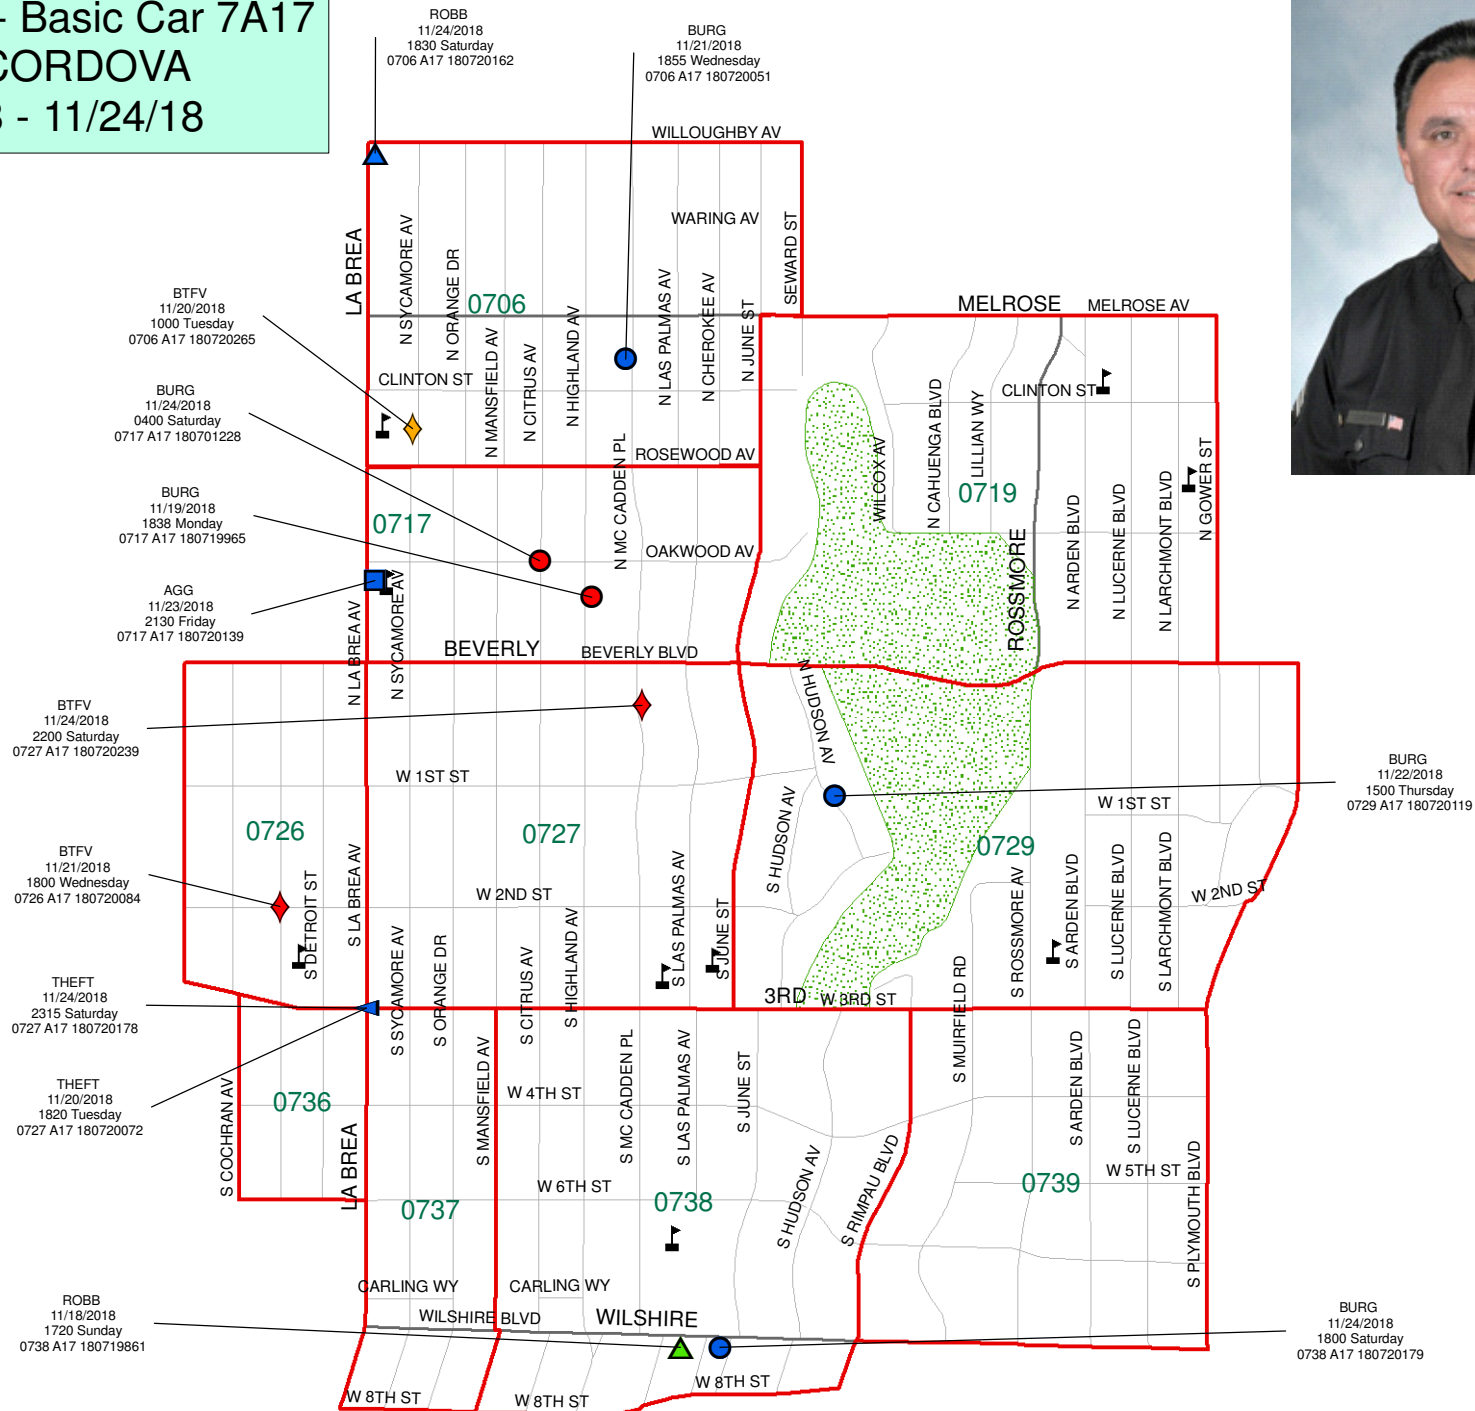 - Basic Car 7A17
CORDOVA
- 11/24/18
ROBB
11/24/2018
1830 Saturday
0706 A17 180720162
BURG
11/21/2018
1855 Wednesday
0706 A17 180720051
WILLOUGHBY AV
WARING AV
SEWARD ST
LA BREA
N SYCAMORE AV
N ORANGE DR
0706
N MANSFIELD AV
N CITRUS AV
N HIGHLAND AV
N LAS PALMAS AV
N CHEROKEE AV
N JUNE ST
MELROSE
MELROSE AV
BTFV
11/20/2018
1000 Tuesday
0706 A17 180720265
CLINTON ST
CLINTON ST
BURG
11/24/2018
0400 Saturday
0717 A17 180701228
ROSEWOOD AV
N MC CADDEN PL
WILCOX AV
N CAHUENGA BLVD
LILLIAN WY
0719
N ARDEN BLVD
N LUCERNE BLVD
N LARCHMONT BLVD
N GOWER ST
ROSSMORE
BURG
11/19/2018
1838 Monday
0717 A17 180719965
0717
OAKWOOD AV
AGG
11/23/2018
2130 Friday
0717 A17 180720139
N LA BREA AV
N SYCAMORE AV
BEVERLY
BEVERLY BLVD
N HUDSON AV
BTFV
11/24/2018
2200 Saturday
0727 A17 180720239
W 1ST ST
BURG
11/22/2018
1500 Thursday
0729 A17 180720119
W 1ST ST
0726
0727
0729
S HUDSON AV
BTFV
11/21/2018
1800 Wednesday
0726 A17 180720084
S DETROIT ST
S LA BREA AV
W 2ND ST
W 2ND ST
S LAS PALMAS AV
S JUNE ST
S ROSSMORE AV
S ARDEN BLVD
S LUCERNE BLVD
S LARCHMONT BLVD
S SYCAMORE AV
S ORANGE DR
S CITRUS AV
S HIGHLAND AV
THEFT
11/24/2018
2315 Saturday
0727 A17 180720178
3RD
W 3RD ST
S MUIRFIELD RD
THEFT
11/20/2018
1820 Tuesday
0727 A17 180720072
S COCHRAN AV
0736
LA BREA
S MANSFIELD AV
W 4TH ST
S MC CADDEN PL
S LAS PALMAS AV
S JUNE ST
S ARDEN BLVD
S LUCERNE BLVD
W 5TH ST
W 6TH ST
0737
0738
0739
S HUDSON AV
S RIMPAU BLVD
S PLYMOUTH BLVD
CARLING WY
CARLING WY
WILSHIRE BLVD
WILSHIRE
ROBB
11/18/2018
1720 Sunday
0738 A17 180719861
BURG
11/24/2018
1800 Saturday
0738 A17 180720179
W 8TH ST
W 8TH ST
W 8TH ST